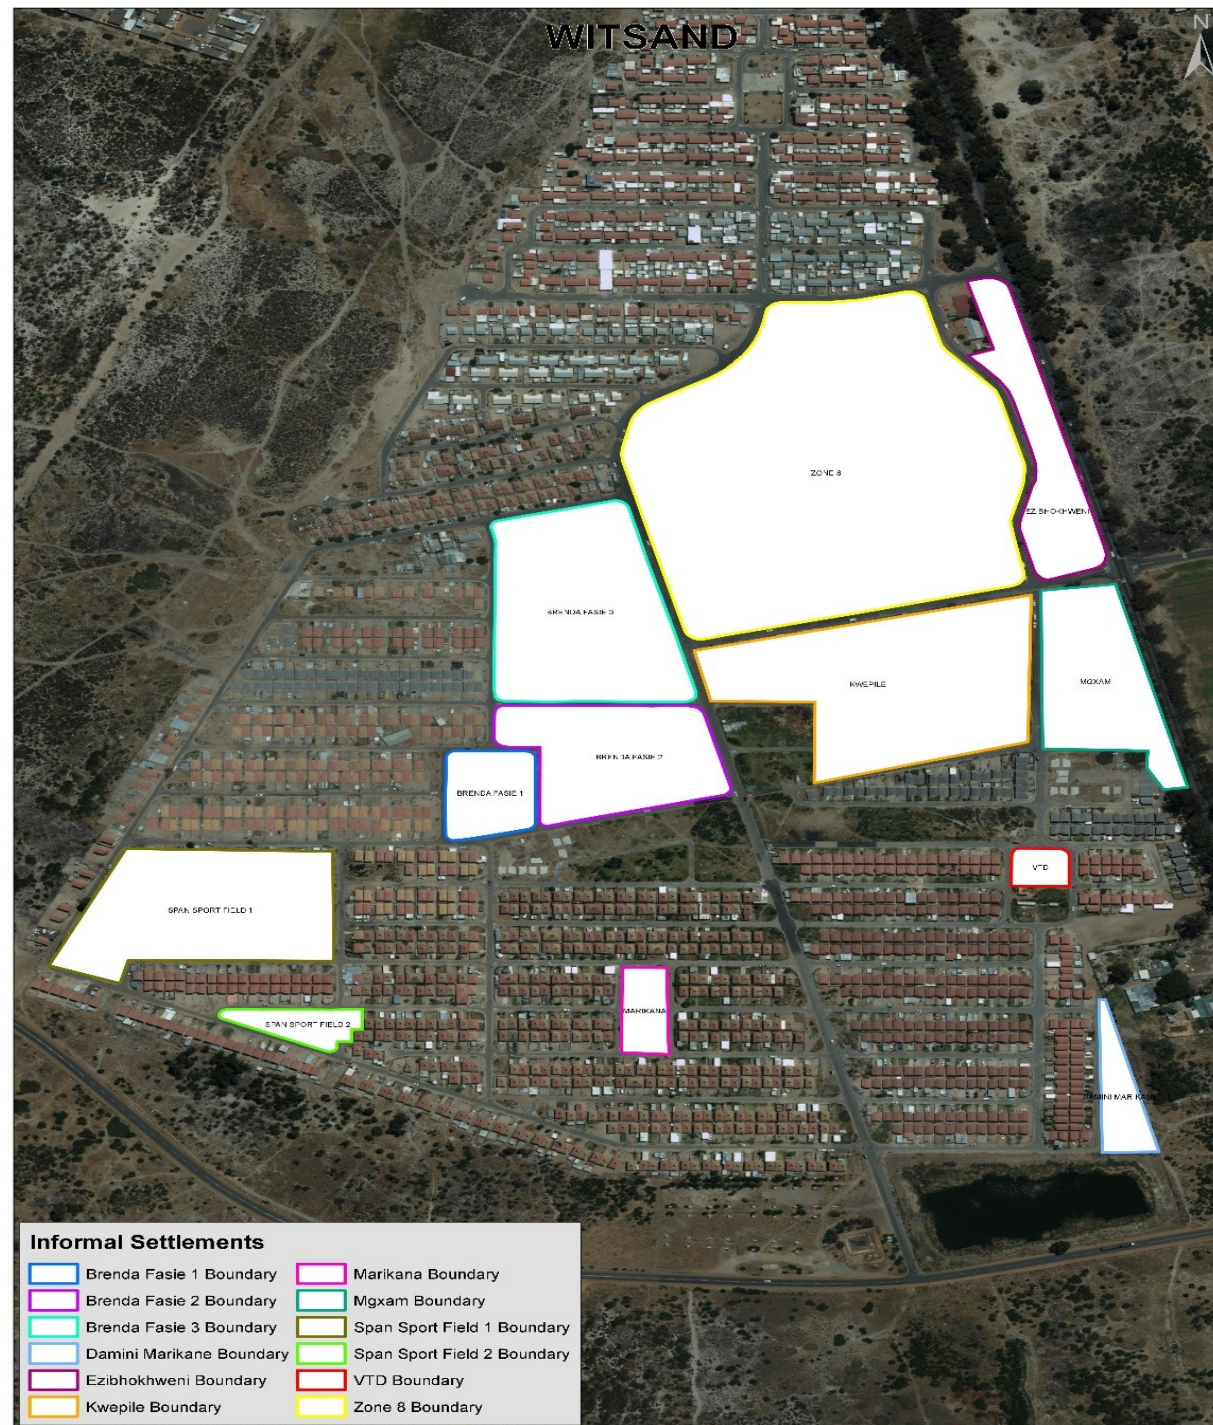 WITSAND
N
ZONE 8
EZIBHOKHWENI
BRENDA FASIE 3
KWEPILE
MGXAM
BRENDA FASIE 2
BRENDA FASIE 1
VTD
SPAN SPORT FIELD 1
MARIKANA
SPAN SPORT FIELD 2
DAMINI MARIKANE
Informal Settlements
Brenda Fasie 1 Boundary
Brenda Fasie 2 Boundary
Brenda Fasie 3 Boundary
Damini Marikane Boundary
Ezibhokhweni Boundary
Kwepile Boundary
Marikana Boundary
Mgxam Boundary
Span Sport Field 1 Boundary
Span Sport Field 2 Boundary
VTD Boundary
Zone 8 Boundary